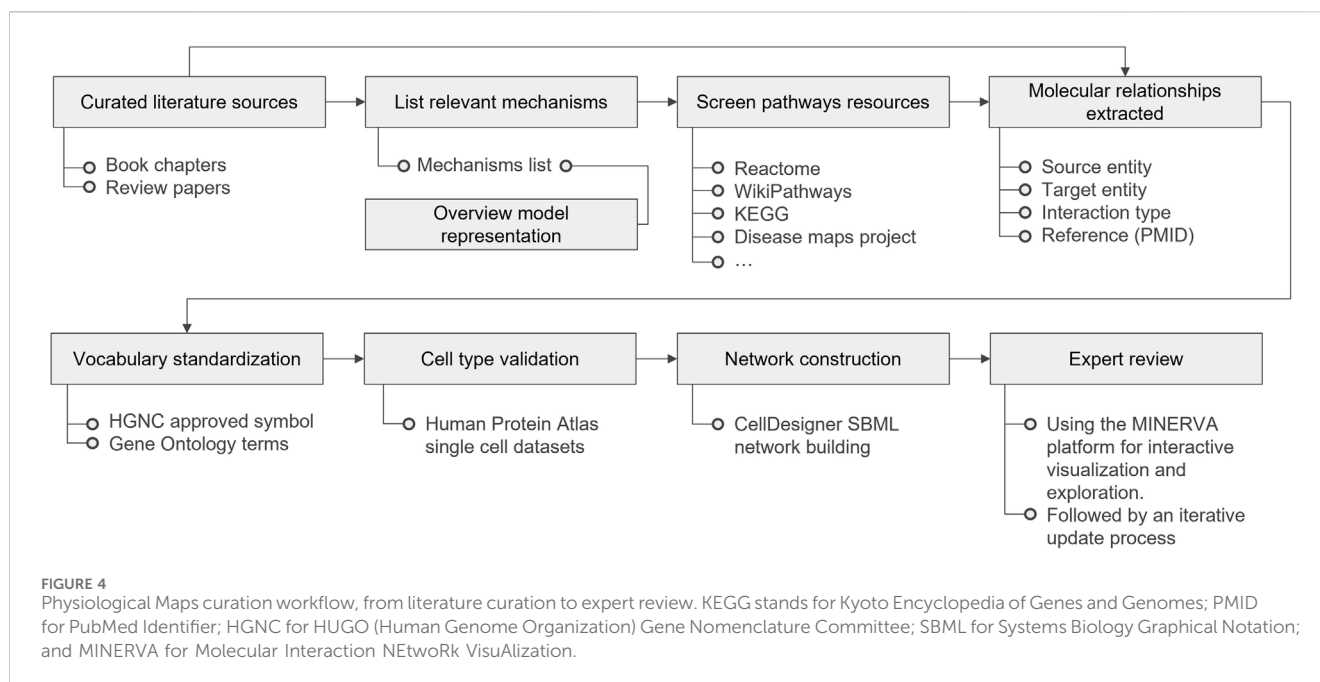 Curated literature sources
Book chapters
Review papers
List relevant mechanisms
Mechanisms list
Overview model
representation
Screen pathways resources
Reactome
WikiPathways
KEGG
Disease maps project
...
Molecular relationships
extracted
Source entity
Target entity
Interaction type
Reference (PMID)
Vocabulary standardization
HGNC approved symbol
Gene Ontology terms
Cell type validation
Human Protein Atlas
single cell datasets
Network construction
CellDesigner SBML
network building
Expert review
Using the MINERVA
platform for interactive
visualization and
exploration.
Followed by an iterative
update process
FIGURE 4
Physiological Maps curation workflow, from literature curation to expert review. KEGG stands for Kyoto Encyclopedia of Genes and Genomes; PMID
for PubMed Identifier; HGNC for HUGO (Human Genome Organization) Gene Nomenclature Committee; SBML for Systems Biology Graphical Notation;
and MINERVA for Molecular Interaction NEtwoRk VisuAlization.